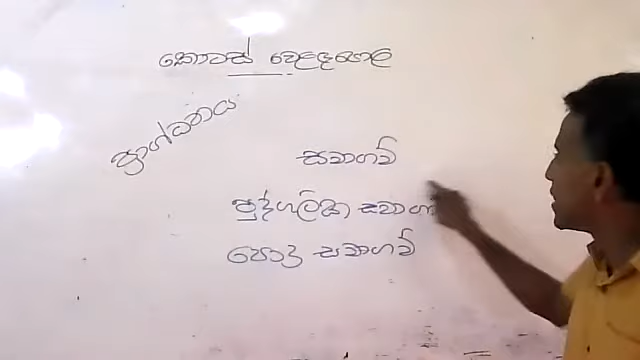 කොටස් වෙළඳපොල
ප්‍රාග්ධනය
සමාගම්
පුද්ගලික සමාගම්
පොදු සමාගම්